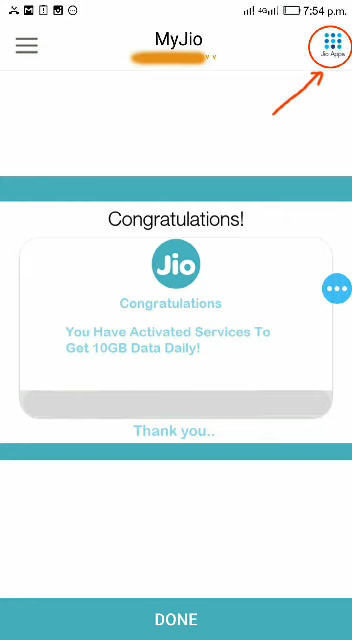 4G 7:54 p.m.
MyJio
Jio Apps
Congratulations!
Jio
Congratulations
You Have Activated Services To
Get 10GB Data Daily!
Thank you..
DONE